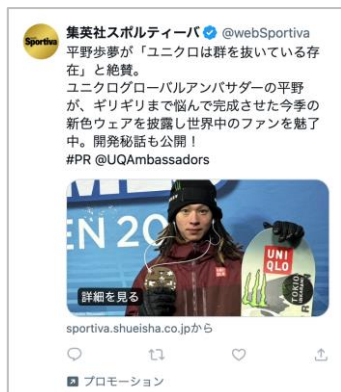 Sportiva
集英社スポルティーバ @webSportiva
平野歩夢が「ユニクロは群を抜いている存
在」と絶賛。
ユニクログローバルアンバサダーの平野
が、ギリギリまで悩んで完成させた今季の
新色ウェアを披露し世界中のファンを魅了
中。開発秘話も公開！
#PR @UQAmbassadors
EN 20
UNI
QLO
TOKIO
詳細を見る
sportiva.shueisha.co.jpから
プロモーション